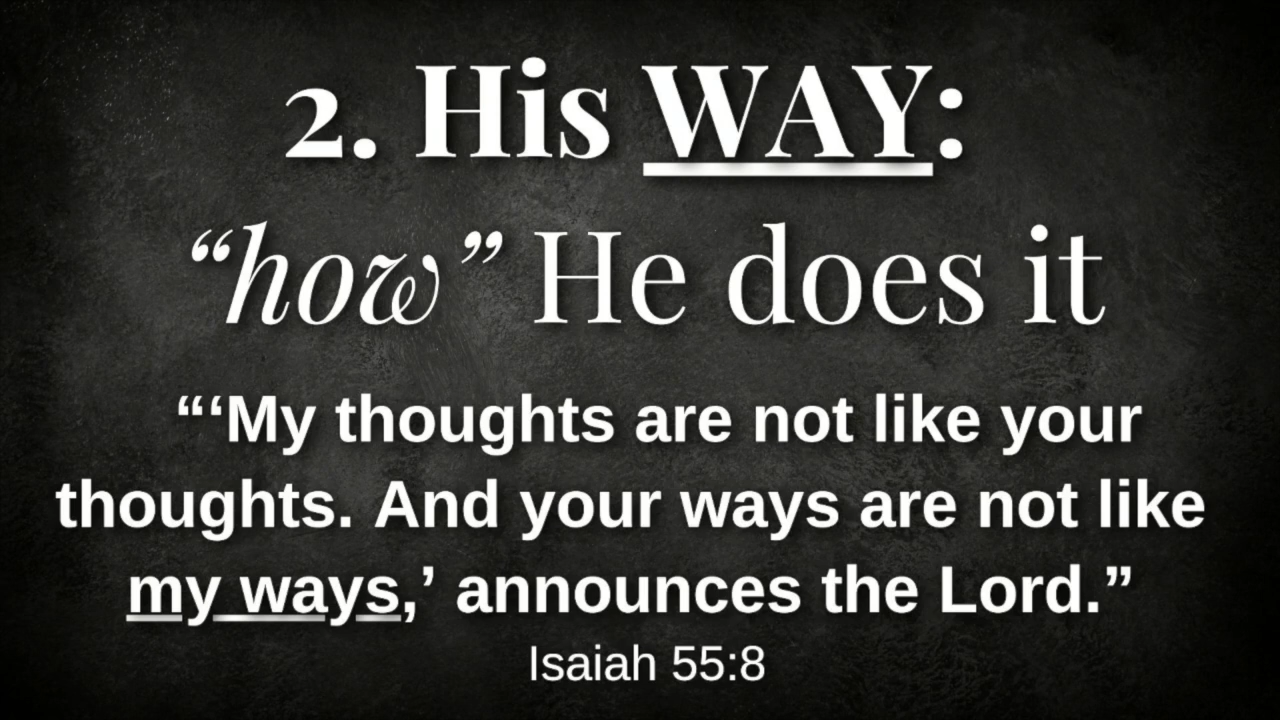 2. His WAY:
“how” He does it
“‘My thoughts are not like your
thoughts. And your ways are not like
my ways,’ announces the Lord.”
Isaiah 55:8